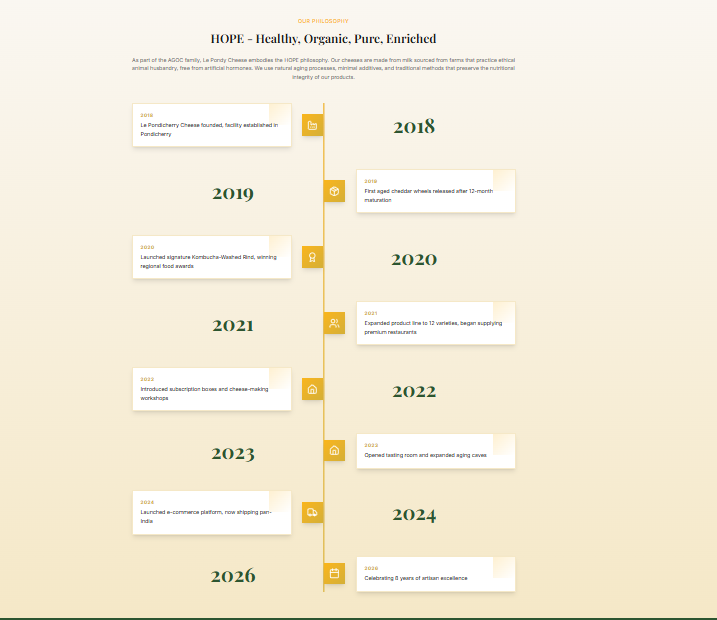 OUR PHILOSOPHY
HOPE - Healthy, Organic, Pure, Enriched
As part of the AGOC family, Le Pondy Cheese embodies the HOPE philosophy. Our cheeses are made from milk sourced from farms that practice ethical
animal husbandry, free from artificial hormones. We use natural aging processes, minimal additives, and traditional methods that preserve the nutritional
integrity of our products.
2018
Le Pondicherry Cheese founded, facility established in
Pondicherry
2018
2019
2019
First aged cheddar wheels released after 12-month
maturation
2020
Launched signature Kombucha-Washed Rind, winning
regional food awards
2020
2021
2021
Expanded product line to 12 varieties, began supplying
premium restaurants
2022
Introduced subscription boxes and cheese-making
workshops
2022
2023
2023
Opened tasting room and expanded aging caves
2024
Launched e-commerce platform, now shipping pan-
India
2024
2026
2026
Celebrating 8 years of artisan excellence